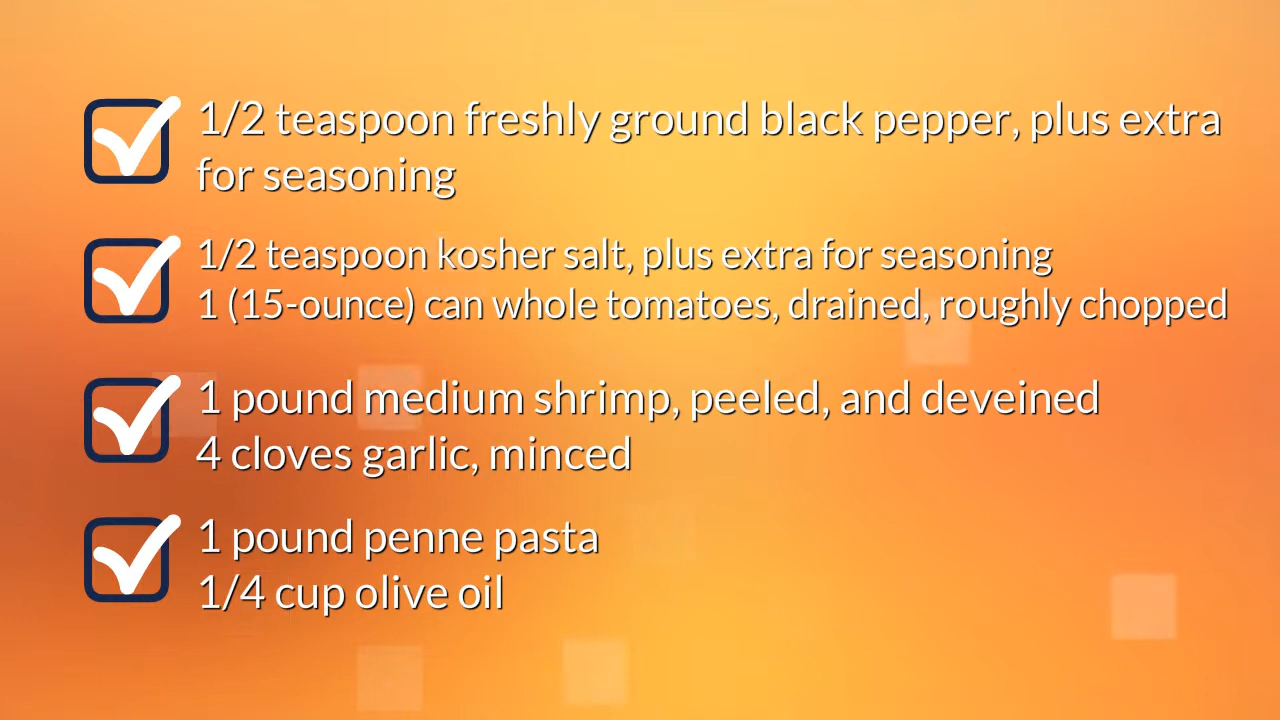 1/2 teaspoon freshly ground black pepper, plus extra
for seasoning
1/2 teaspoon kosher salt, plus extra for seasoning
1 (15-ounce) can whole tomatoes, drained, roughly chopped
1 pound medium shrimp, peeled, and deveined
4 cloves garlic, minced
1 pound penne pasta
1/4 cup olive oil